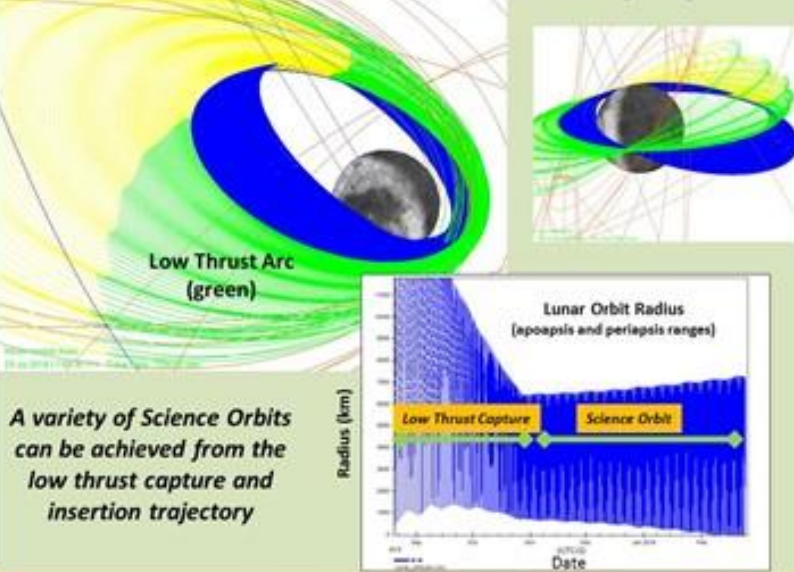 Low Thrust Arc
(green)
Lunar Orbit Radius
(apoapsis and periapsis ranges)
Low Thrust Capture
Science Orbit
Radius (km)
Date
A variety of Science Orbits
can be achieved from the
low thrust capture and
insertion trajectory